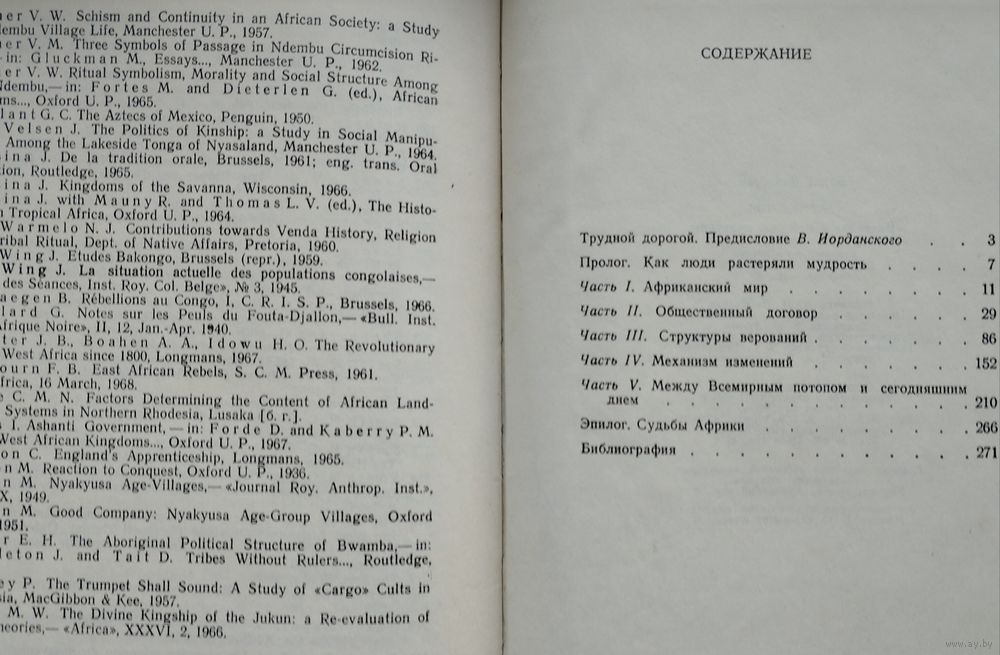 er V. W. Schism and Continuity in an African Society: a Study
embu Village Life, Manchester U. P., 1957.
er V. M. Three Symbols of Passage in Ndembu Circumcision Ri-
in: Gluckman M., Essays..., Manchester U. P., 1962.
er V. W. Ritual Symbolism, Morality and Social Structure Among
Ndembu,— in: Fortes M. and Dieterlen G. (ed.), African
ms..., Oxford U. P., 1965.
lant G. C. The Aztecs of Mexico, Penguin, 1950.
Velsen J. The Politics of Kinship: a Study in Social Manipu-
Among the Lakeside Tonga of Nyasaland, Manchester U. P., 1964.
ina J. De la tradition orale, Brussels, 1961; eng. trans. Oral
tion, Routledge, 1965.
ina J. Kingdoms of the Savanna, Wisconsin, 1966.
ina J. with Mauny R. and Thomas L. V. (ed.), The Histo-
n Tropical Africa, Oxford U. P., 1964.
Warmelo N. J. Contributions towards Venda History, Religion
ribal Ritual, Dept. of Native Affairs, Pretoria, 1960.
Wing J. Etudes Bakongo, Brussels (repr.), 1959.
Wing J. La situation actuelle des populations congolaises,—
des Séances, Inst. Roy. Col. Belge», № 3, 1945.
aegen B. Rébellions au Congo, I, C. R. I. S. P., Brussels, 1966.
lard G. Notes sur les Peuls du Fouta-Djallon,— «Bull. Inst.
frique Noire», II, 12, Jan.-Apr. 1940.
ter J. B., Boahen A. A., Idowu H. O. The Revolutionary
West Africa since 1800, Longmans, 1967.
ourn F. B. East African Rebels, S. C. M. Press, 1961.
frica, 16 March, 1968.
e C. M. N. Factors Determining the Content of African Land-
Systems in Northern Rhodesia, Lusaka [б. г.].
s I. Ashanti Government,— in: Forde D. and Kaberry P. M.
West African Kingdoms..., Oxford U. P., 1967.
on C. England's Apprenticeship, Longmans, 1965.
n M. Reaction to Conquest, Oxford U. P., 1936.
n M. Nyakyusa Age-Villages,— «Journal Roy. Anthrop. Inst.»,
X, 1949.
n M. Good Company: Nyakyusa Age-Group Villages, Oxford
1951.
r E. H. The Aboriginal Political Structure of Bwamba,— in:
leton J. and Tait D. Tribes Without Rulers..., Routledge,
ey P. The Trumpet Shall Sound: A Study of «Cargo» Cults in
sia, MacGibbon & Kee, 1957.
M. W. The Divine Kingship of the Jukun: a Re-evaluation of
heories,— «Africa», XXXVI, 2, 1966.
СОДЕРЖАНИЕ
Трудной дорогой. Предисловие В. Иорданского . . 3
Пролог. Как люди растеряли мудрость . . . . 7
Часть I. Африканский мир . . . . . . . 11
Часть II. Общественный договор . . . . . 29
Часть III. Структуры верований . . . . . . 86
Часть IV. Механизм изменений . . . . . . 152
Часть V. Между Всемирным потопом и сегодняшним
днем . . . . . . . . . . . . 210
Эпилог. Судьбы Африки . . . . . . . . 266
Библиография . . . . . . . . . . . 271
www.ay.by